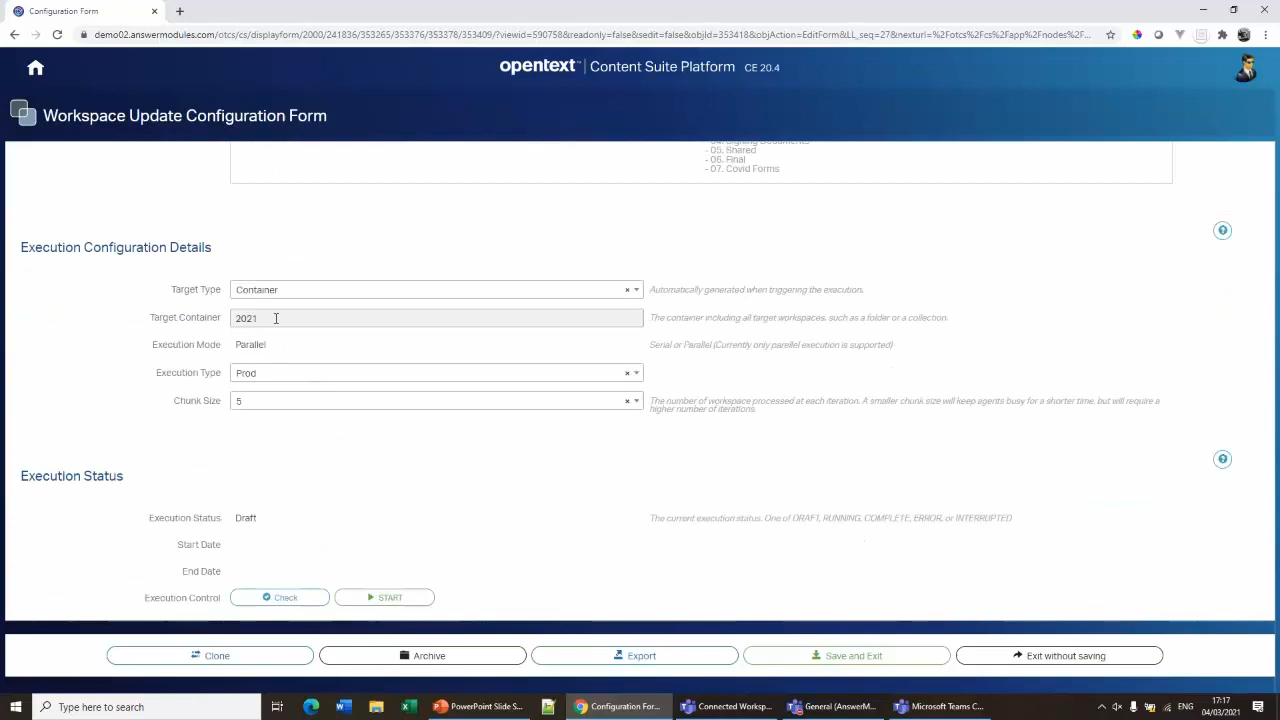 Configuration Form
demo02.answermodules.com/otcs/cs/displayform/2000/241836/353265/353376/353378/353409/?viewid=590758&readonly=false&sedit=false&objid=353418&objAction=EditForm&LL_seq=27&nexturl=%2Fotcs%2Fcs%2Fapp%2Fnodes%2F...
opentext™ | Content Suite Platform CE 20.4
Workspace Update Configuration Form
- 05. Shared
- 06. Final
- 07. Covid Forms
Execution Configuration Details
Target Type Container Automatically generated when triggering the execution.
Target Container 2021 The container including all target workspaces, such as a folder or a collection.
Execution Mode Parallel Serial or Parallel (Currently only parellel execution is supported)
Execution Type Prod
Chunk Size 5 The number of workspace processed at each iteration. A smaller chunk size will keep agents busy for a shorter time, but will require a
higher number of iterations.
Execution Status
Execution Status Draft The current execution status. One of DRAFT, RUNNING, COMPLETE, ERROR, or INTERRUPTED
Start Date
End Date
Execution Control Check START
Clone Archive Export Save and Exit Exit without saving
Type here to search PowerPoint Slide S... Configuration For... Connected Worksp... General (AnswerM... Microsoft Teams C... 17:17
04/03/2021